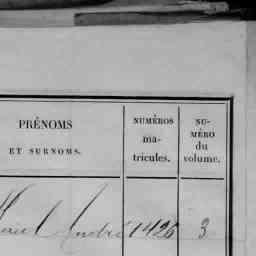 PRÉNOMS
ET SURNOMS.
NUMÉROS
ma-
tricules.
NU-
MÉRO
du
volume.
André 1426 3